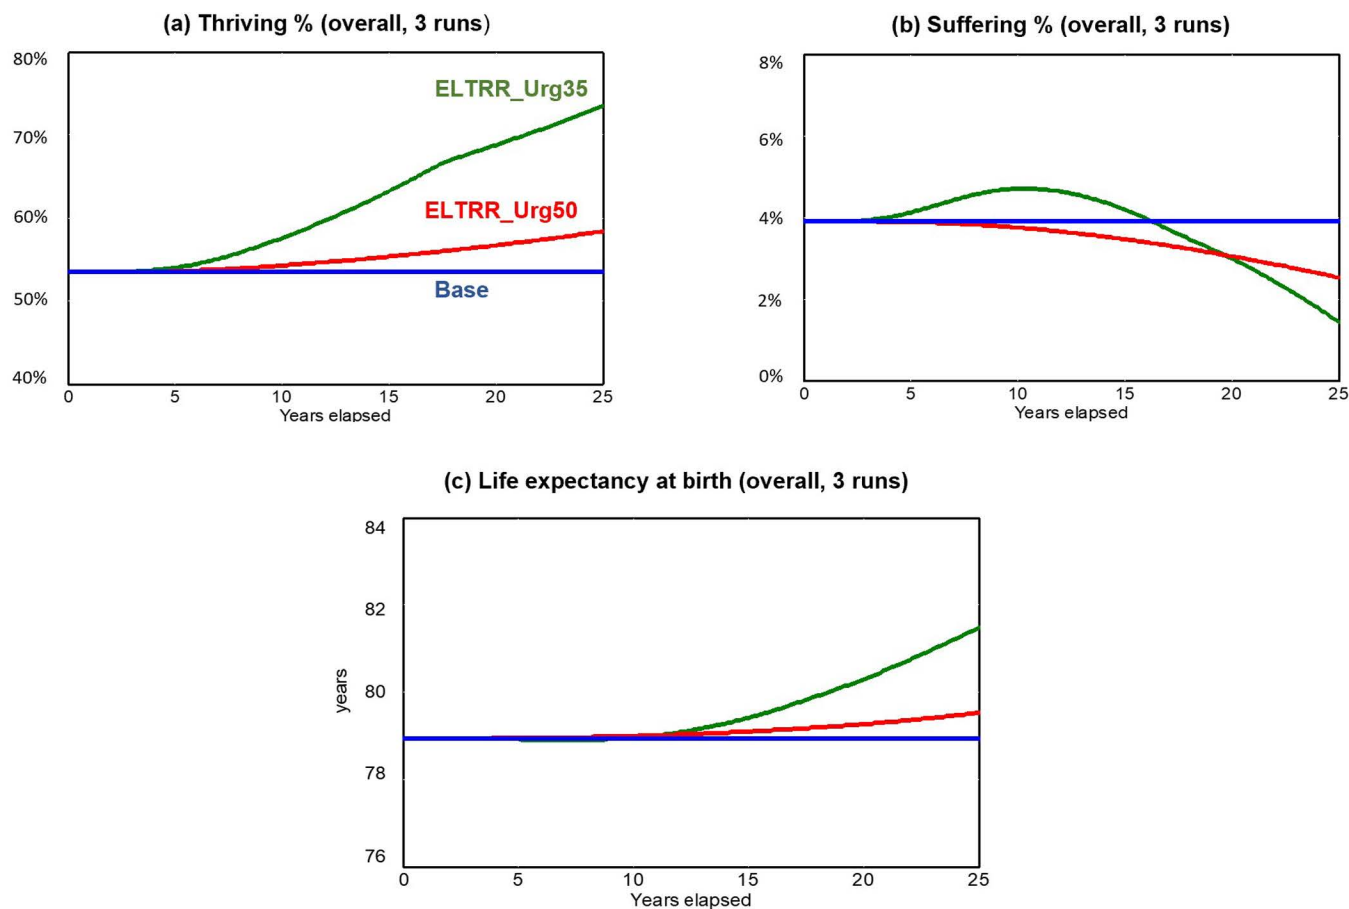 (a) Thriving % (overall, 3 runs)
80%
70%
60%
50%
40%
ELTRR_Urg35
ELTRR_Urg50
Base
0 5 10 15 20 25
Years elapsed
(b) Suffering % (overall, 3 runs)
8%
6%
4%
2%
0%
0 5 10 15 20 25
Years elapsed
(c) Life expectancy at birth (overall, 3 runs)
years
84
82
80
78
76
0 5 10 15 20 25
Years elapsed